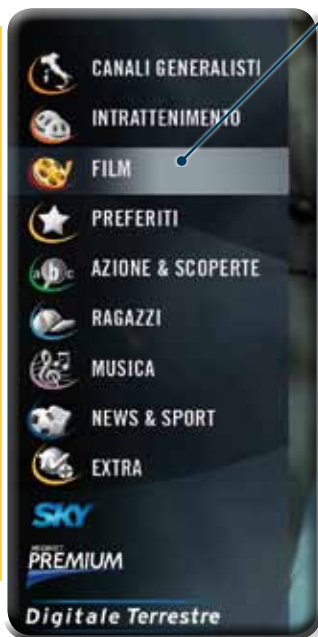 CANALI GENERALISTI
INTRATTENIMENTO
FILM
PREFERITI
AZIONE & SCOPERTE
a b c
RAGAZZI
MUSICA
NEWS & SPORT
EXTRA
SKY
MEDIASET
PREMIUM
Digitale Terrestre